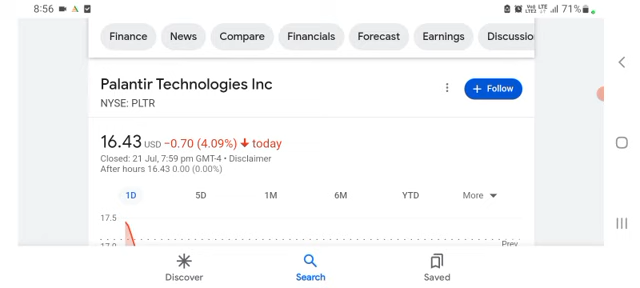 8:56
LTE
71%
Finance News Compare Financials Forecast Earnings Discussio
Palantir Technologies Inc
NYSE: PLTR
+ Follow
16.43 USD −0.70 (4.09%) ↓ today
Closed: 21 Jul, 7:59 pm GMT-4 • Disclaimer
After hours 16.43 0.00 (0.00%)
1D 5D 1M 6M YTD More
17.5
Prev
Discover Search Saved